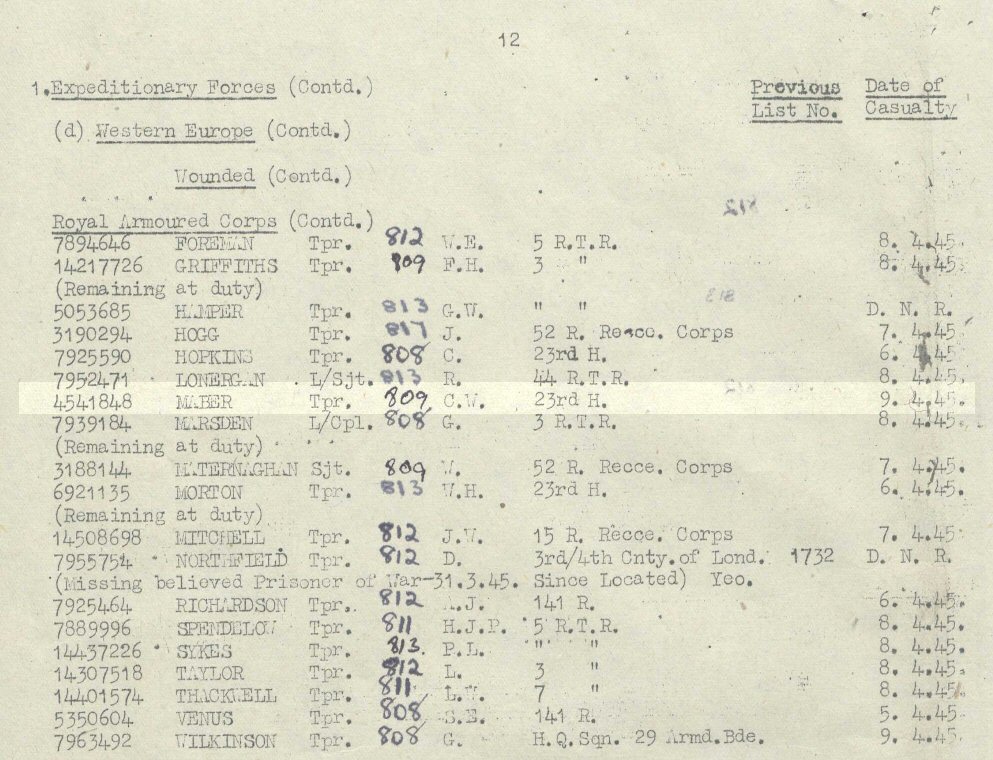 12
1. Expeditionary Forces (Contd.) Previous Date of
List No. Casualty
(d) Western Europe (Contd.)
Wounded (Contd.)
812
Royal Armoured Corps (Contd.)
7894646 FOREMAN Tpr. 812 W.E. 5 R.T.R. 8. 4.45.
14217726 GRIFFITHS Tpr. 809 F.H. 3 " 8. 4.45.
(Remaining at duty)
813
5053685 HAMPER Tpr. 813 G.W. " " D. N. R.
3190294 HOGG Tpr. 817 J. 52 R. Recce. Corps 7. 4.45
7925590 HOPKINS Tpr. 808 C. 23rd H. 6. 4.45
7952471 LONERGAN L/Sjt. 813 R. 44 R.T.R. 8. 4.45
4541848 MABER Tpr. 809 C.W. 23rd H. 9. 4.45.
7939184 MARSDEN L/Cpl. 808 G. 3 R.T.R. 8. 4.45.
(Remaining at duty)
3188144 MATERNAGHAN Sjt. 809 W. 52 R. Recce. Corps 7. 4.45.
6921135 MORTON Tpr. 813 W.H. 23rd H. 6. 4.45.
(Remaining at duty)
14508698 MITCHELL Tpr. 812 J.W. 15 R. Recce. Corps 7. 4.45.
7955754 NORTHFIELD Tpr. 812 D. 3rd/4th Cnty.of Lond. 1732 D. N. R.
(Missing believed Prisoner of War-31.3.45. Since Located) Yeo.
7925464 RICHARDSON Tpr. 812 A.J. 141 R. 6. 4.45.
7889996 SPENDELOW Tpr. 811 H.J.P. 5 R.T.R. 8. 4.45.
14437226 SYKES Tpr. 813. P.L. " " 8. 4.45.
14307518 TAYLOR Tpr. 812 L. 3 " 8. 4.45.
14401574 THACKWELL Tpr. 811 L.W. 7 " 8. 4.45.
5350604 VENUS Tpr. 808 S.E. 141 R. 5. 4.45.
7963492 WILKINSON Tpr. 808 G. H.Q.Sqn. 29 Armd.Bde. 9. 4.45.